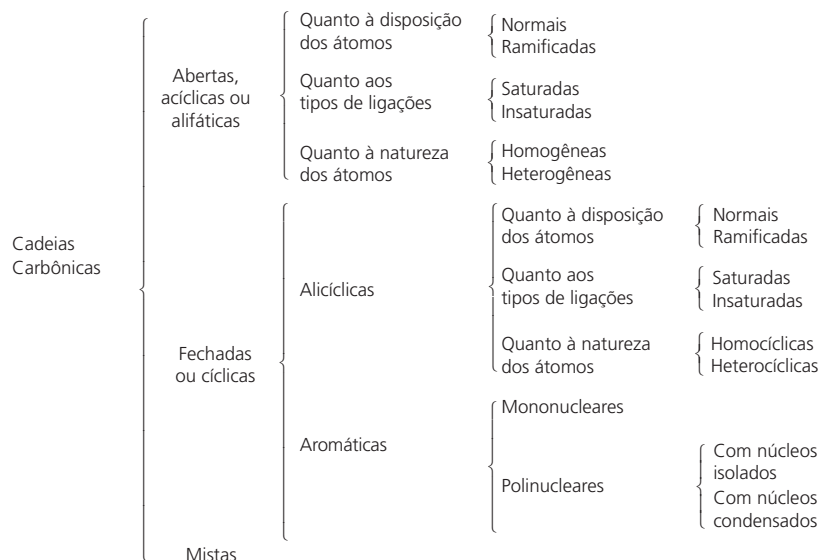 Cadeias
Carbônicas
Abertas,
acíclicas ou
alifáticas
Quanto à disposição
dos átomos
Normais
Ramificadas
Quanto aos
tipos de ligações
Saturadas
Insaturadas
Quanto à natureza
dos átomos
Homogêneas
Heterogêneas
Fechadas
ou cíclicas
Alicíclicas
Quanto à disposição
dos átomos
Normais
Ramificadas
Quanto aos
tipos de ligações
Saturadas
Insaturadas
Quanto à natureza
dos átomos
Homocíclicas
Heterocíclicas
Aromáticas
Mononucleares
Polinucleares
Com núcleos
isolados
Com núcleos
condensados
Mistas